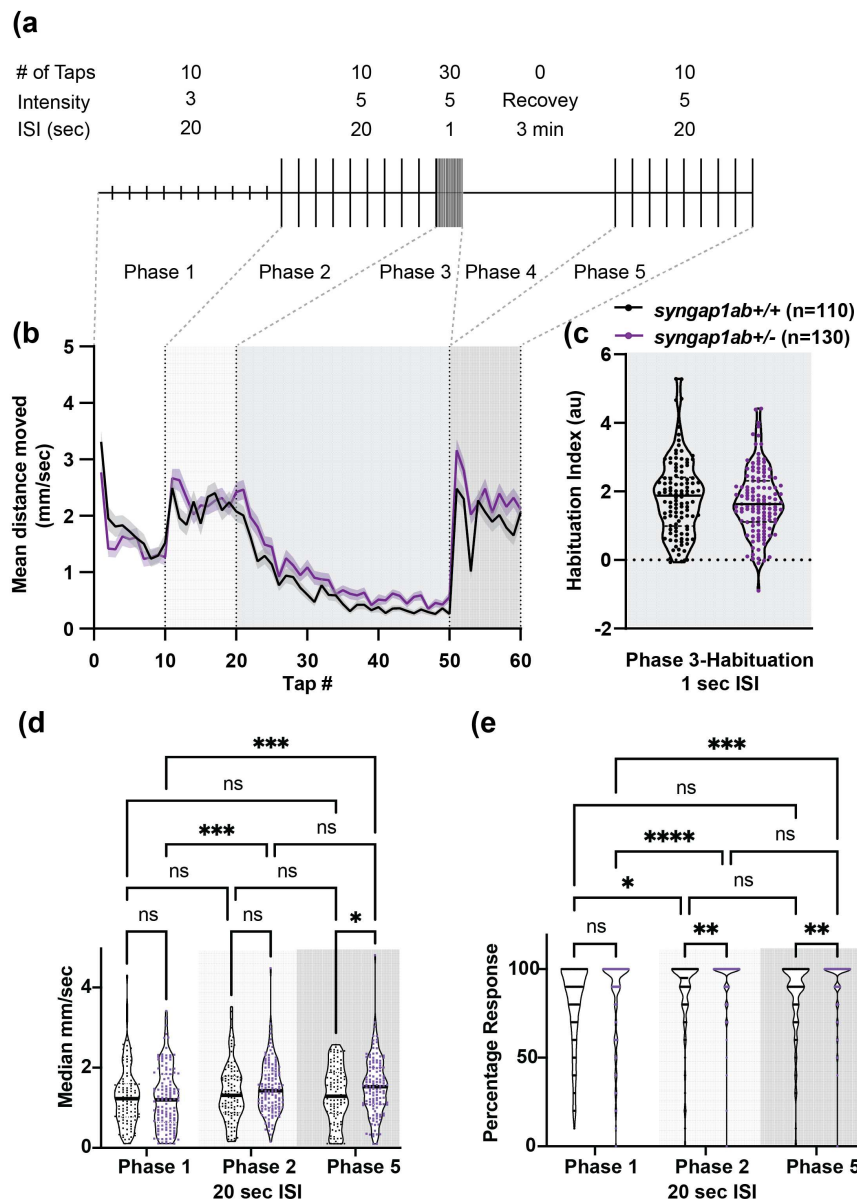 (a)
# of Taps 10 10 30 0 10
Intensity 3 5 5 Recovey 5
ISI (sec) 20 20 1 3 min 20
Phase 1 Phase 2 Phase 3 Phase 4 Phase 5
syngap1ab+/+ (n=110)
syngap1ab+/- (n=130)
(b)
Mean distance moved
(mm/sec)
5
4
3
2
1
0
0 10 20 30 40 50 60
Tap #
(c)
Habituation Index (au)
6
4
2
0
-2
Phase 3-Habituation
1 sec ISI
(d)
***
ns
*** ns
ns ns
ns ns *
Median mm/sec
4
2
0
Phase 1 Phase 2 Phase 5
20 sec ISI
(e)
***
ns
**** ns
* ns
ns ** **
Percentage Response
100
50
0
Phase 1 Phase 2 Phase 5
20 sec ISI